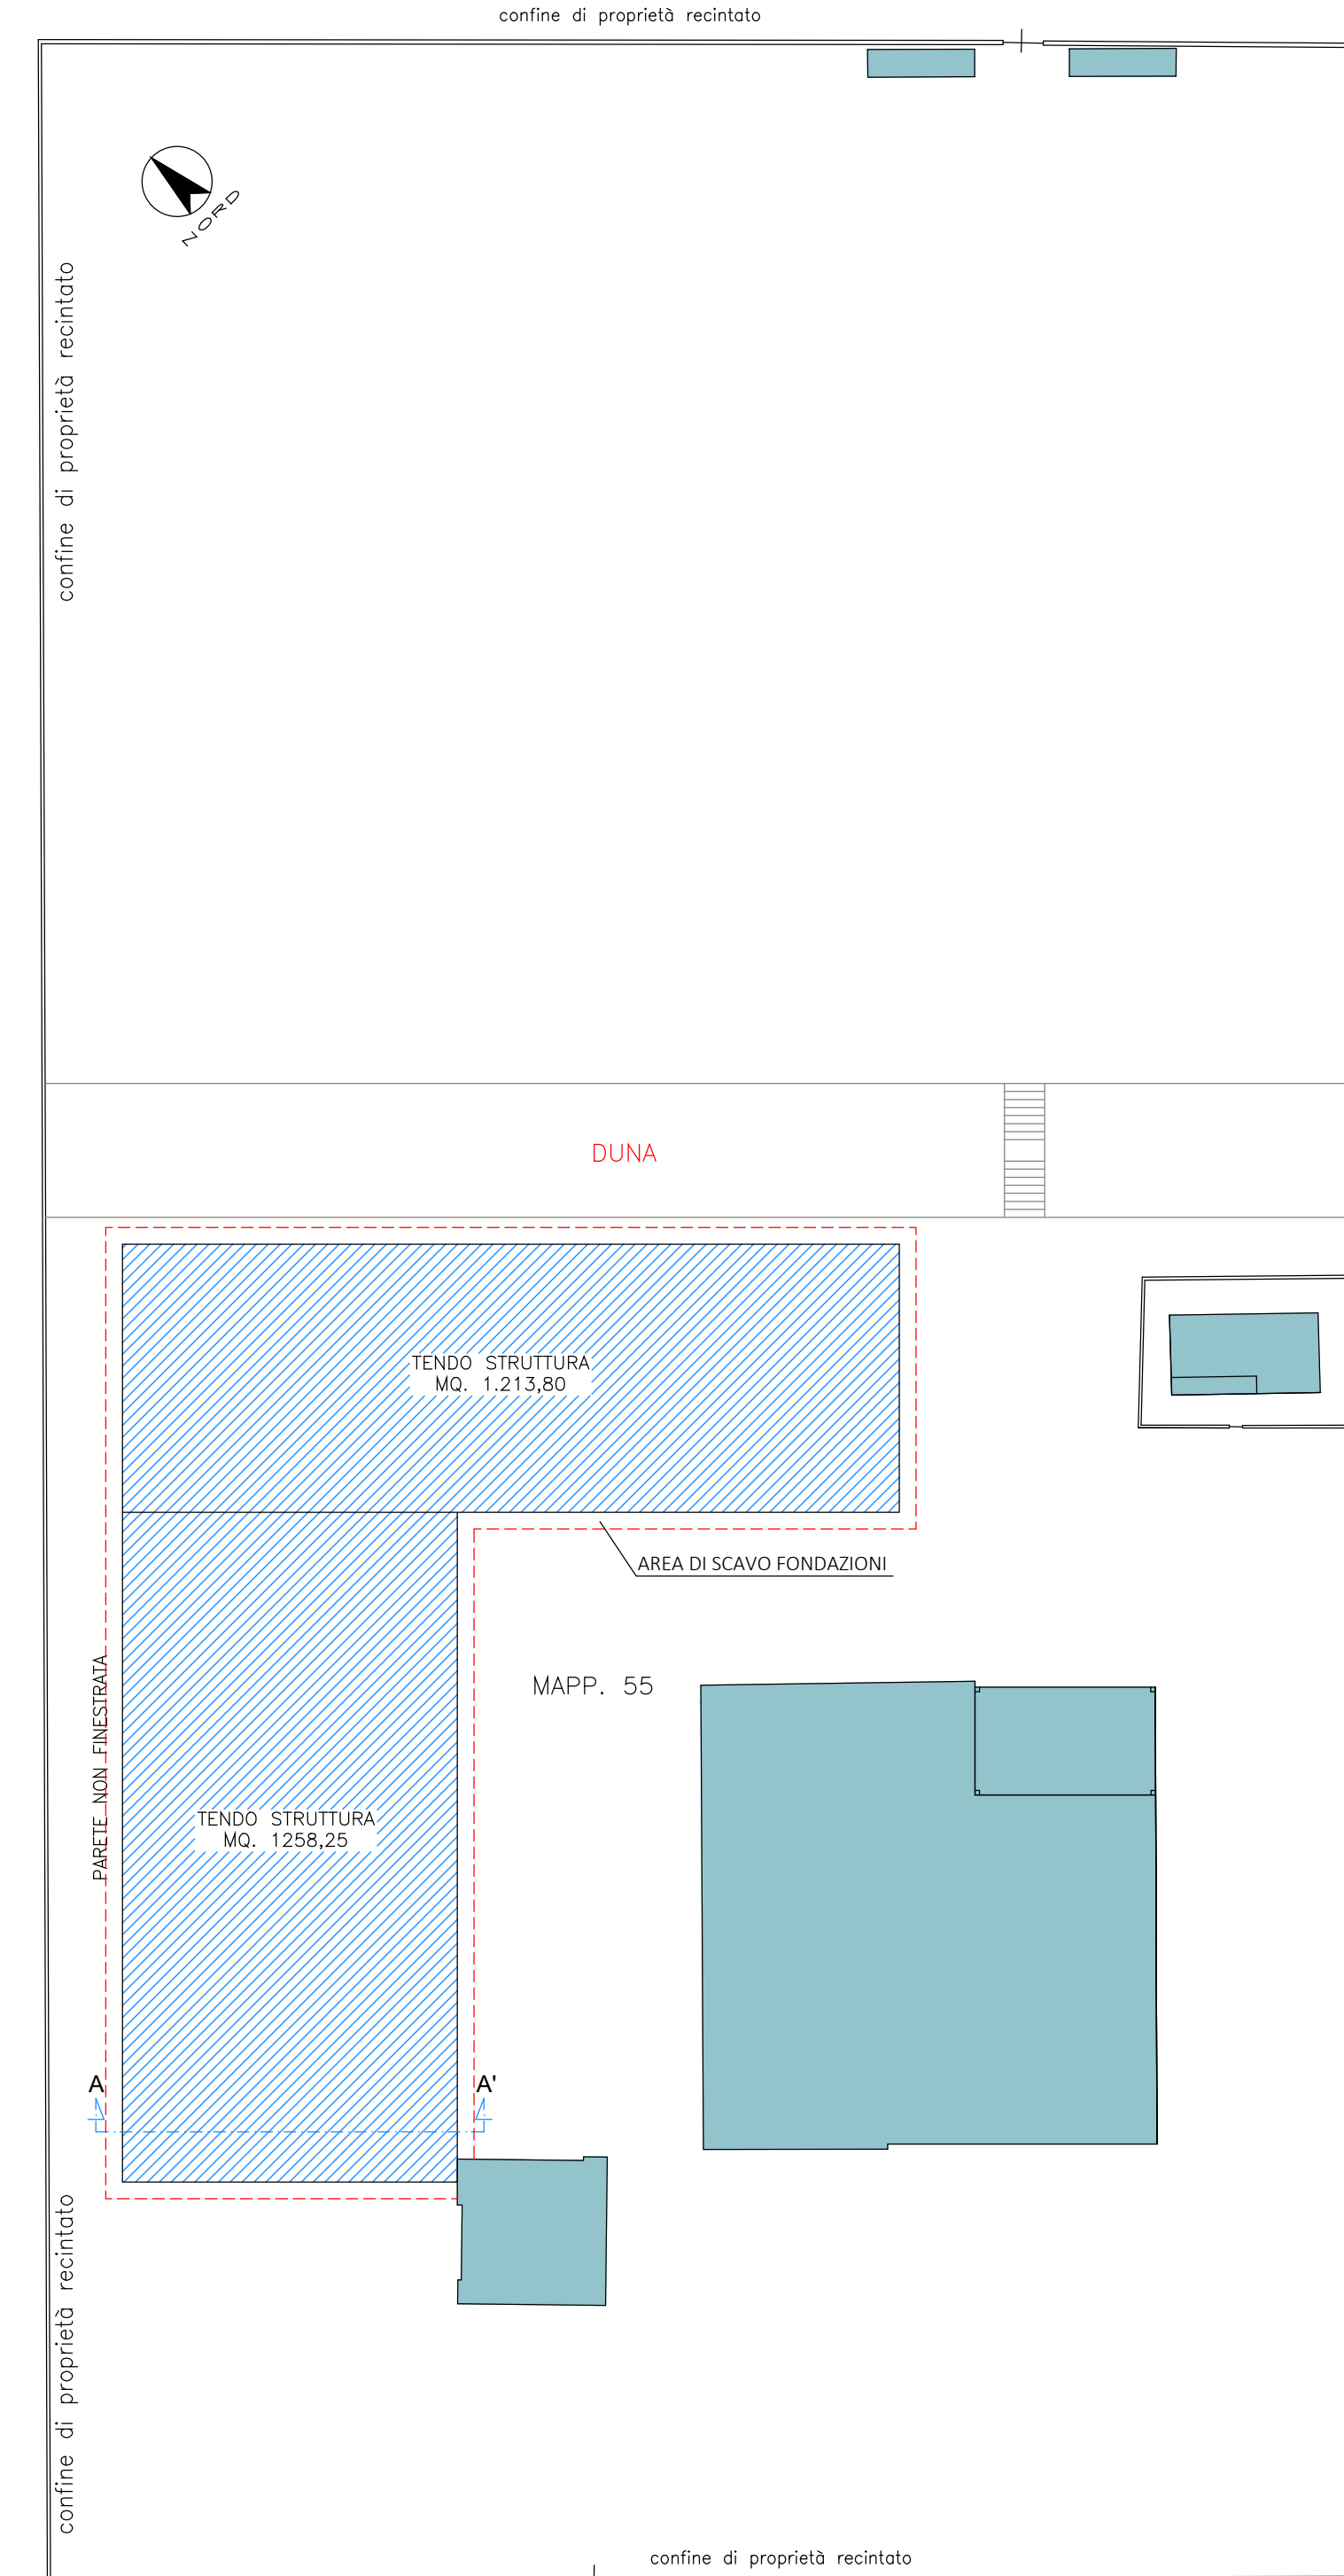 confine di proprietà recintato
NORD
confine di proprietà recintato
DUNA
TENDO STRUTTURA
MQ. 1.213,80
AREA DI SCAVO FONDAZIONI
MAPP. 55
PARETE NON FINESTRATA
TENDO STRUTTURA
MQ. 1258,25
A
A'
confine di proprietà recintato
confine di proprietà recintato